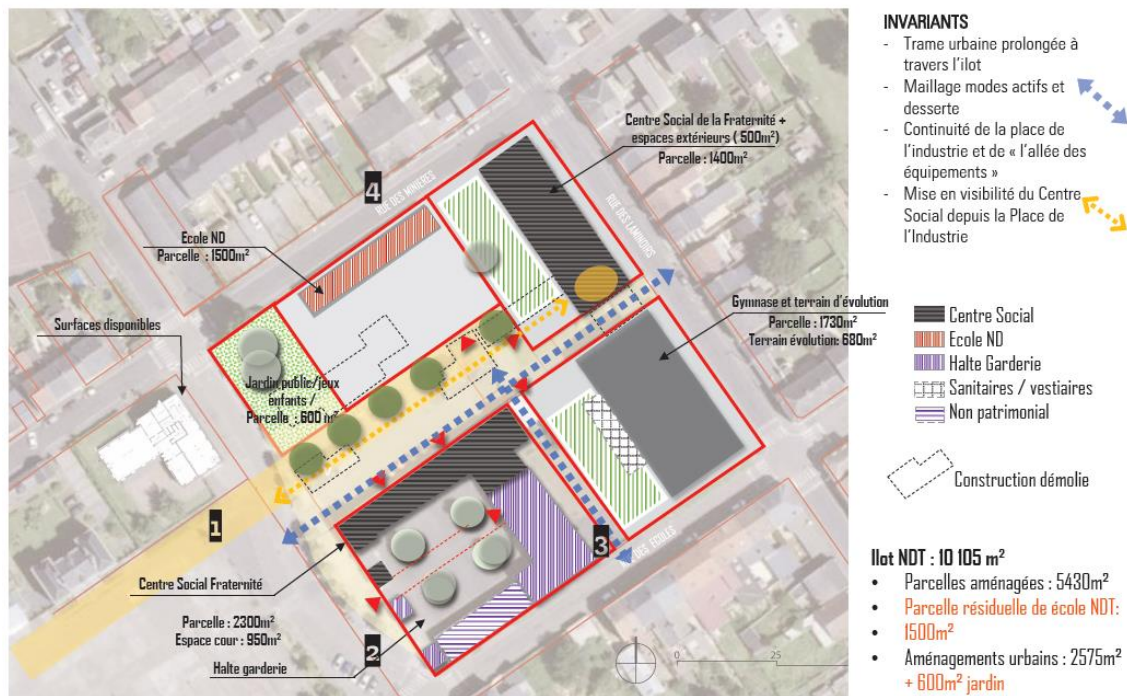 INVARIANTS
- Trame urbaine prolongée à
travers l'ilot
- Maillage modes actifs et
desserte
- Continuité de la place de
l'industrie et de « l'allée des
équipements »
- Mise en visibilité du Centre
Social depuis la Place de
l'Industrie
Centre Social de la Fraternité +
espaces extérieurs ( 500m²)
Parcelle : 1400m²
4
RUE DES MINIERES
RUE DES LAMINOIRS
Ecole ND
Parcelle : 1500m²
Surfaces disponibles
Gymnase et terrain d'évolution
Parcelle : 1730m²
Terrain évolution: 680m²
Jardin public/jeux
enfants /
Parcelle : 600 m²
Centre Social
Ecole ND
Halte Garderie
Sanitaires / vestiaires
Non patrimonial
Construction démolie
1
3
DES ECOLES
Centre Social Fraternité
Parcelle : 2300m²
Espace cour : 950m²
2
Halte garderie
0 25
Ilot NDT : 10 105 m²
• Parcelles aménagées : 5430m²
• Parcelle résiduelle de école NDT:
• 1500m²
• Aménagements urbains : 2575m²
+ 600m² jardin